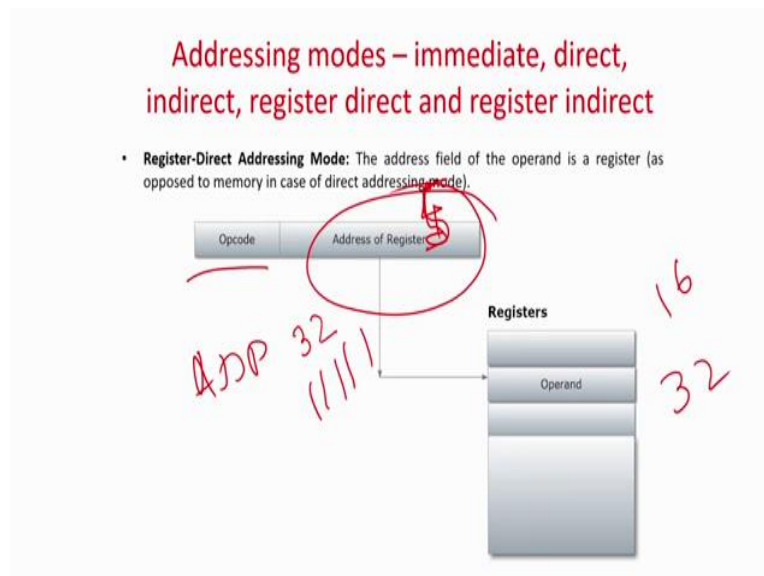 Addressing modes – immediate, direct,
indirect, register direct and register indirect
• Register-Direct Addressing Mode: The address field of the operand is a register (as
opposed to memory in case of direct addressing mode).
Opcode Address of Register
5
16
Registers
ADD 32
11111
Operand
32